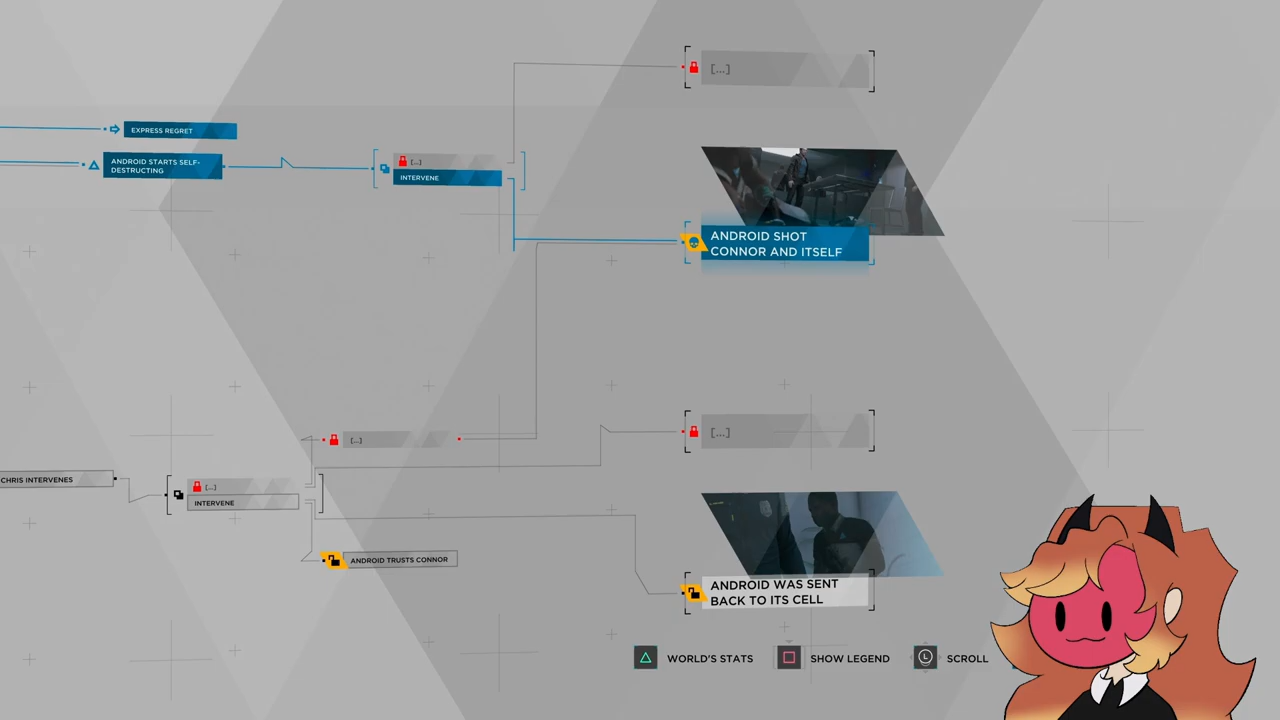 [...]
EXPRESS REGRET
ANDROID STARTS SELF-
DESTRUCTING
[...]
INTERVENE
ANDROID SHOT
CONNOR AND ITSELF
[...]
[...]
CHRIS INTERVENES
[...]
INTERVENE
ANDROID TRUSTS CONNOR
ANDROID WAS SENT
BACK TO ITS CELL
WORLD'S STATS
SHOW LEGEND
L
SCROLL